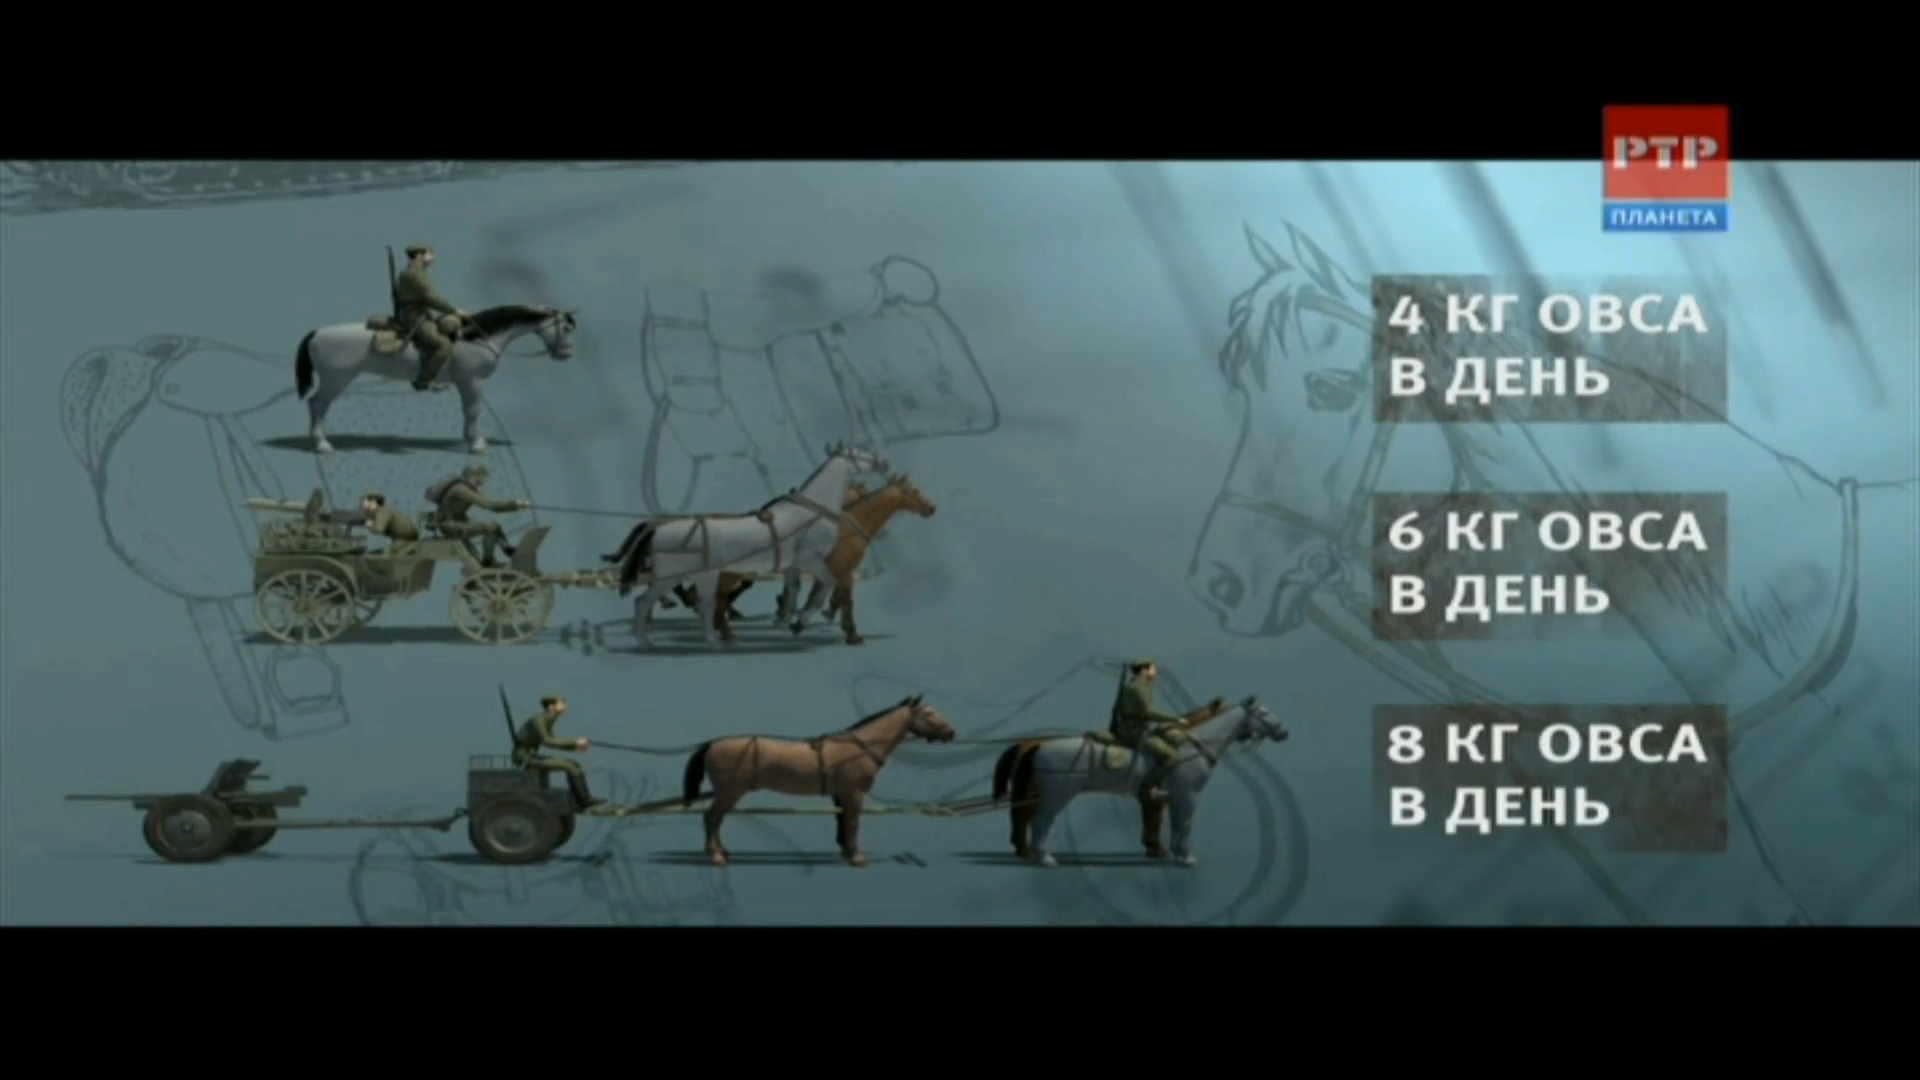 РТР
ПЛАНЕТА
4 КГ ОВСА
В ДЕНЬ
6 КГ ОВСА
В ДЕНЬ
8 КГ ОВСА
В ДЕНЬ